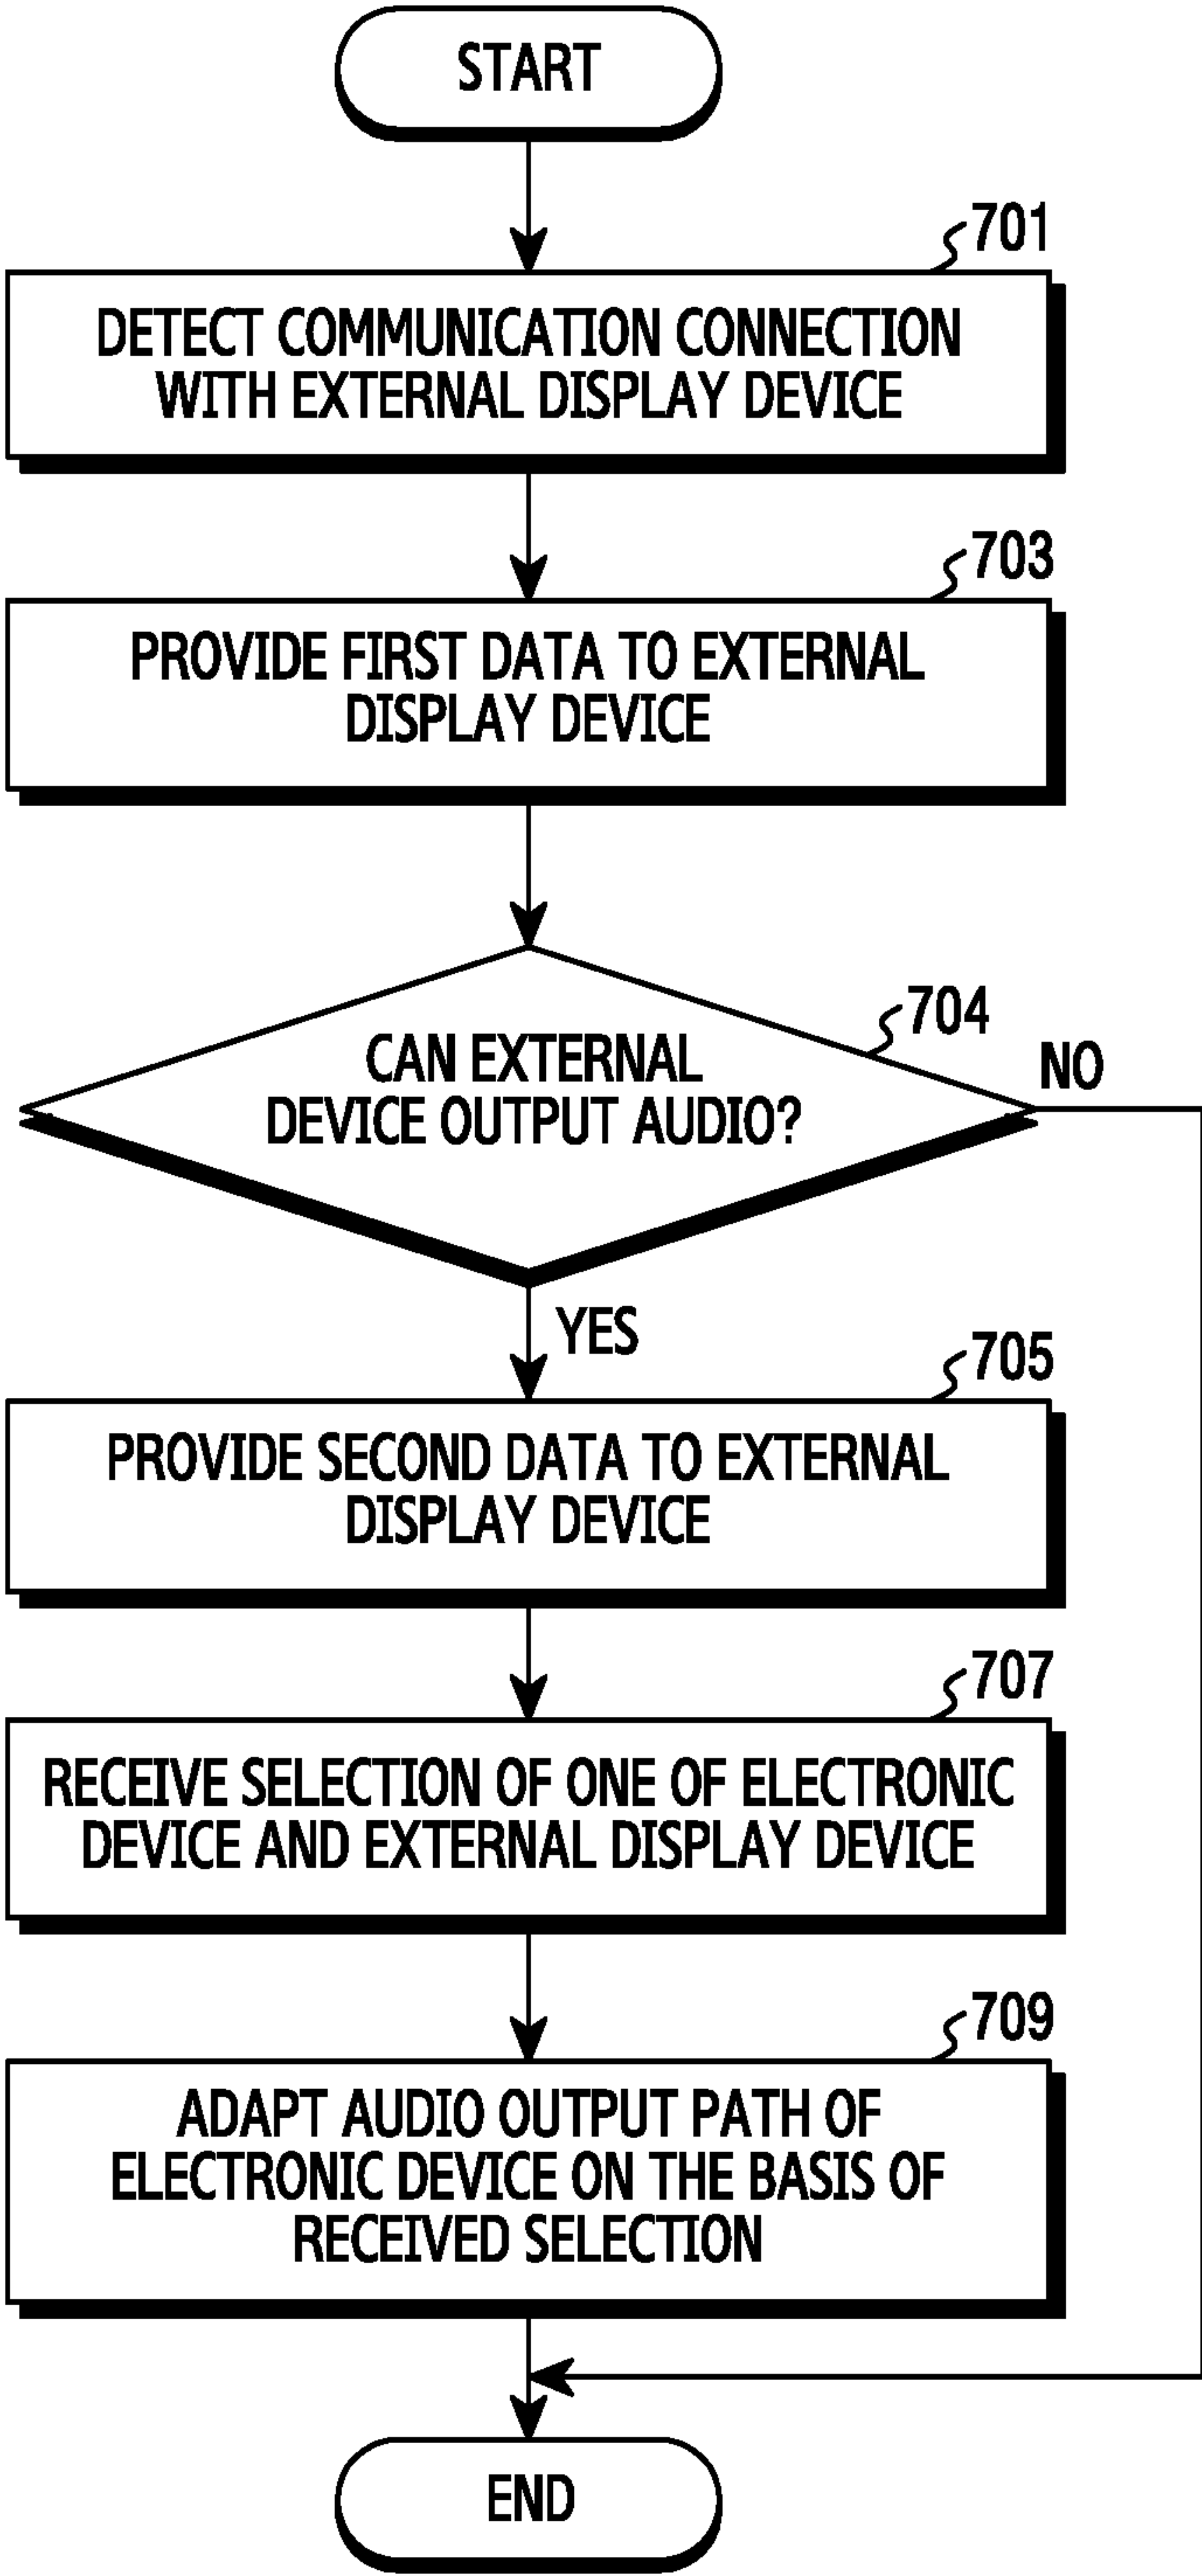 START
701
DETECT COMMUNICATION CONNECTION
WITH EXTERNAL DISPLAY DEVICE
703
PROVIDE FIRST DATA TO EXTERNAL
DISPLAY DEVICE
704
CAN EXTERNAL
DEVICE OUTPUT AUDIO?
NO
YES
705
PROVIDE SECOND DATA TO EXTERNAL
DISPLAY DEVICE
707
RECEIVE SELECTION OF ONE OF ELECTRONIC
DEVICE AND EXTERNAL DISPLAY DEVICE
709
ADAPT AUDIO OUTPUT PATH OF
ELECTRONIC DEVICE ON THE BASIS OF
RECEIVED SELECTION
END